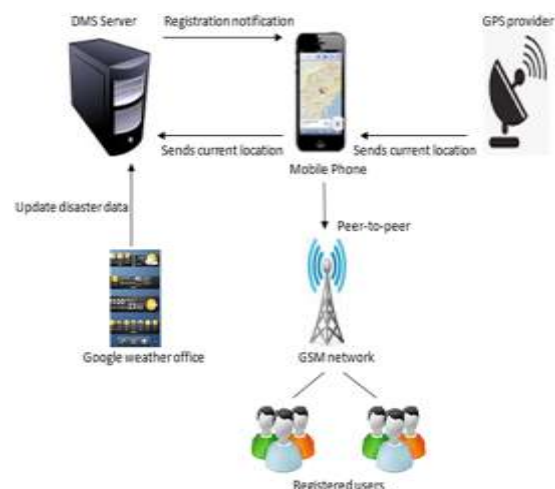 DMS Server
Registration notification
GPS provider
Sends current location
Sends current location
Mobile Phone
Update disaster data
Peer-to-peer
Google weather office
GSM network
Registered users